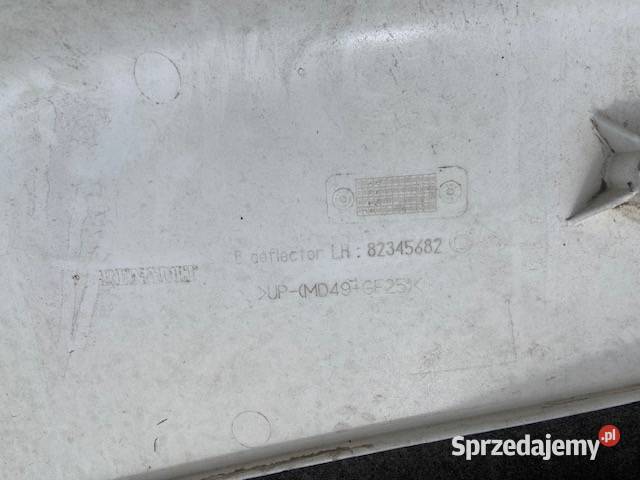 deflector LH : 82345682
>UP-(MD49+GF25)<
Sprzedajemy.pl